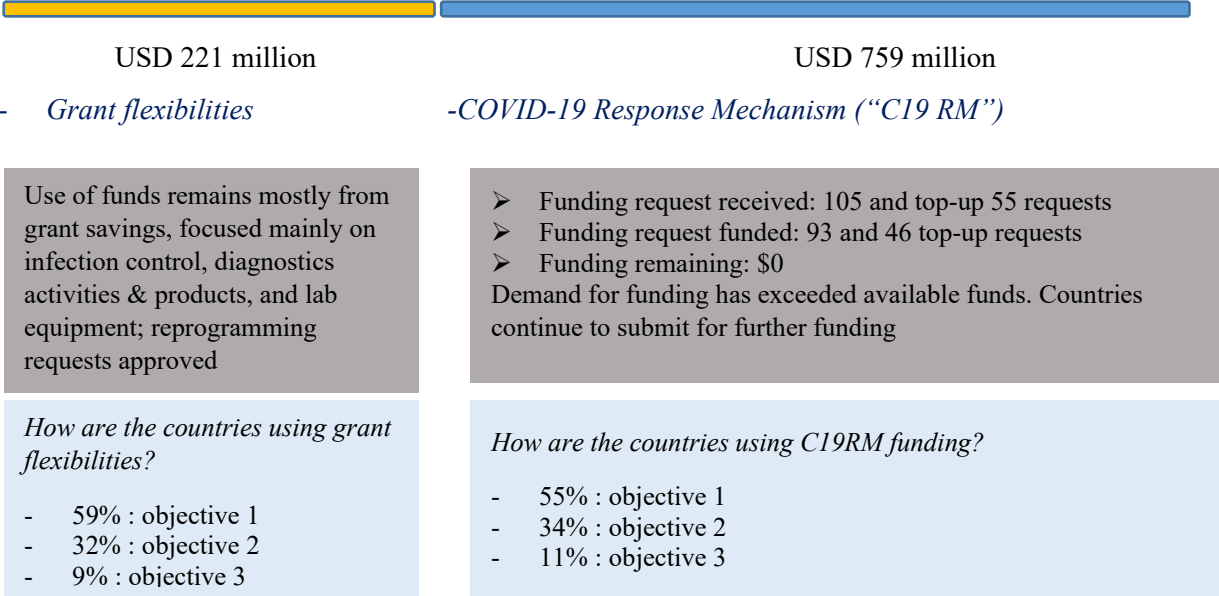 USD 221 million
- Grant flexibilities
Use of funds remains mostly from
grant savings, focused mainly on
infection control, diagnostics
activities & products, and lab
equipment; reprogramming
requests approved
How are the countries using grant
flexibilities?
- 59% : objective 1
- 32% : objective 2
- 9% : objective 3
USD 759 million
-COVID-19 Response Mechanism (“C19 RM”)
➢ Funding request received: 105 and top-up 55 requests
➢ Funding request funded: 93 and 46 top-up requests
➢ Funding remaining: $0
Demand for funding has exceeded available funds. Countries
continue to submit for further funding
How are the countries using C19RM funding?
- 55% : objective 1
- 34% : objective 2
- 11% : objective 3